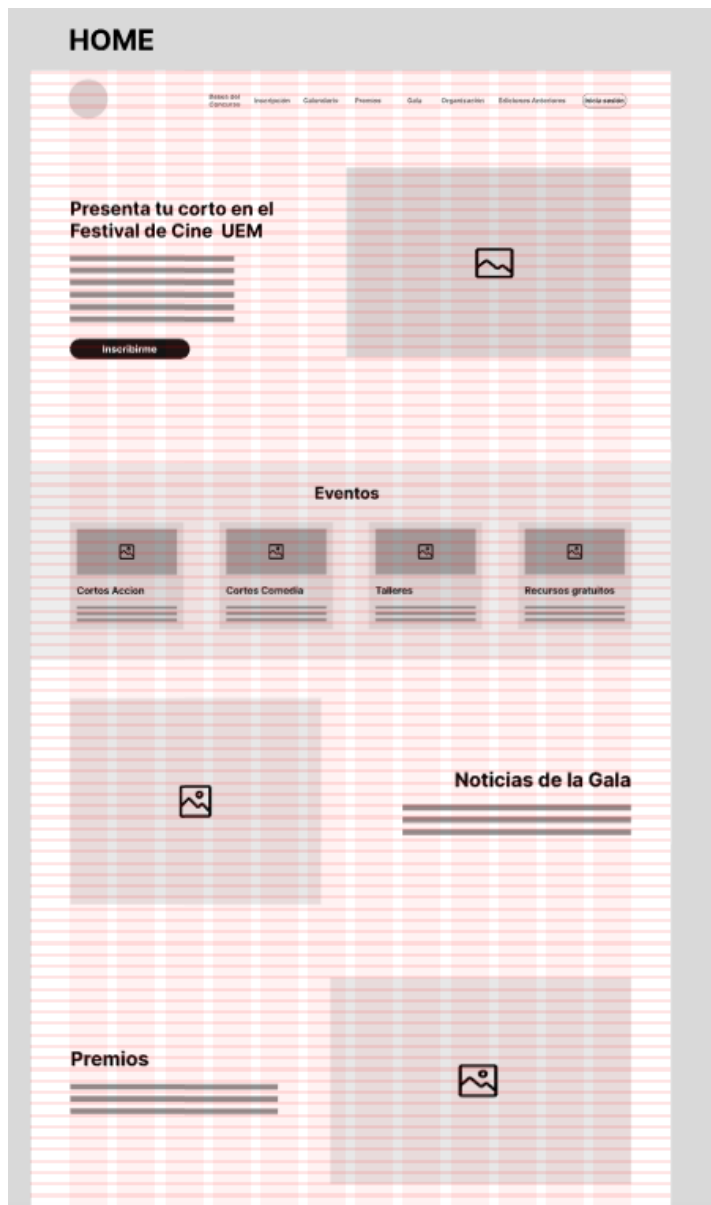 HOME
Bases del
Concurso
Inscripción
Calendario
Premios
Gala
Organización
Ediciones Anteriores
Inicia sesión
Presenta tu corto en el
Festival de Cine UEM
Inscribirme
Eventos
Cortos Accion
Cortos Comedia
Talleres
Recursos gratuitos
Noticias de la Gala
Premios